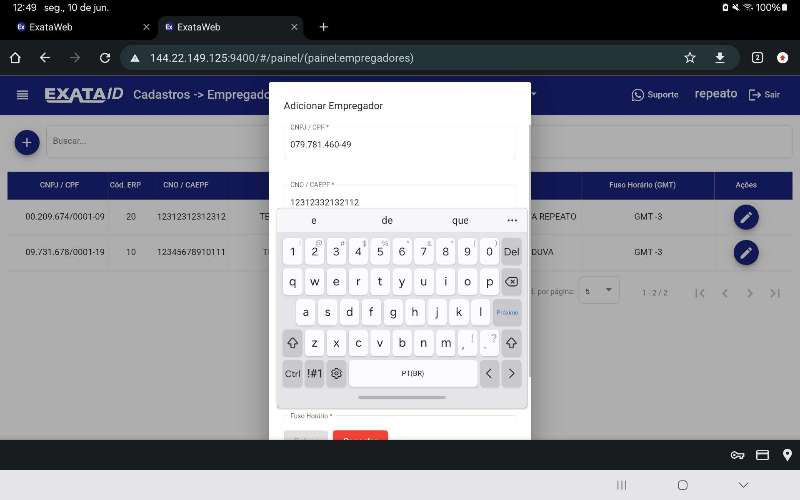 12:49 seg., 10 de jun. 100%
ExataWeb
ExataWeb
144.22.149.125:9400/#/painel/(painel:empregadores)
2
EXATAID Cadastros -> Empregado Suporte repeato Sair
Adicionar Empregador
Buscar...
CNPJ / CPF *
079.781.460-49
CNO / CAEPF *
12312332132112
CNPJ / CPF Cód. ERP CNO / CAEPF Fuso Horário (GMT) Ações
00.209.674/0001-09 20 12312312312312 TE A REPEATO GMT -3
09.731.678/0001-19 10 12345678910111 DUVA GMT -3
por página: 5 1 - 2 / 2
e de que ...
1 2 3 4 5 6 7 8 9 0 Del
q w e r t y u i o p
a s d f g h j k l Próximo
z x c v b n m , ! . ?
Ctrl !#1 PT(BR)
Fuso Horário *